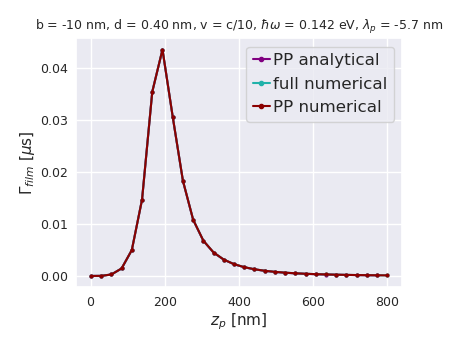 b = -10 nm, d = 0.40 nm, v = c/10, ℏω = 0.142 eV, λp = -5.7 nm
PP analytical
full numerical
PP numerical
Γfilm [μs]
0.04
0.03
0.02
0.01
0.00
0 200 400 600 800
zp [nm]